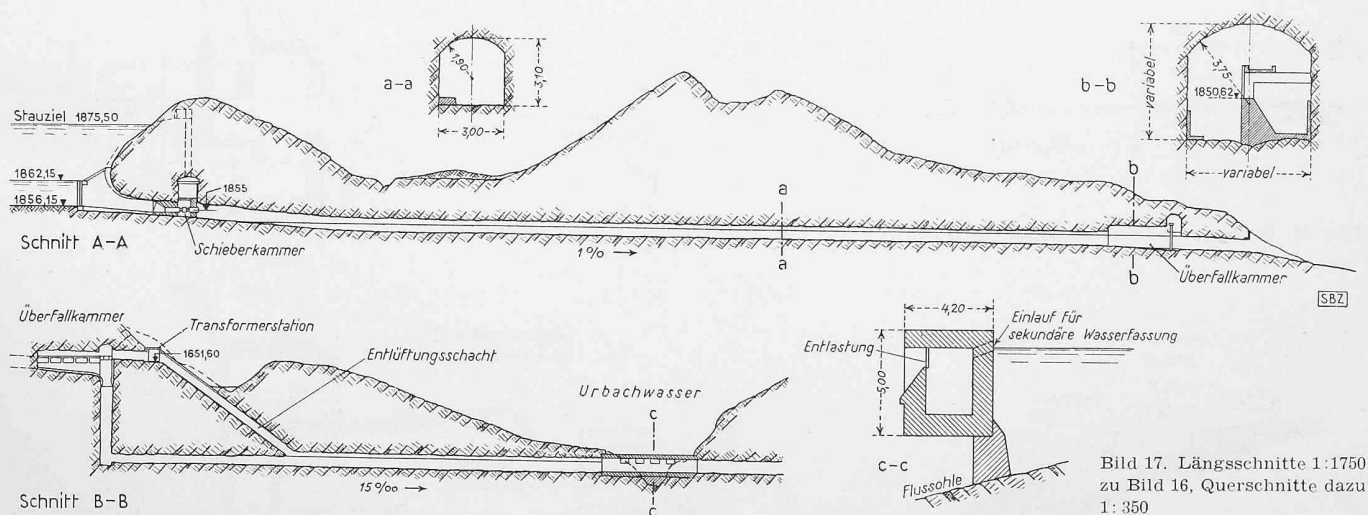 a-a
1,90
3,10
3,00
b-b
variabel
3,75
1850,62
variabel
Stauziel 1875,50
1862,15
1856,15
1855
Schieberkammer
Schnitt A-A
1‰ →
a
a
b
b
Überfallkammer
SBZ
Überfallkammer
Transformerstation
1851,60
Entlüftungsschacht
Urbachwasser
c
c
15‰ →
Schnitt B-B
4,20
5,00
Entlastung
Einlauf für
sekundäre Wasserfassung
c-c
Flussohle
Bild 17. Längsschnitte 1:1750
zu Bild 16, Querschnitte dazu
1:350